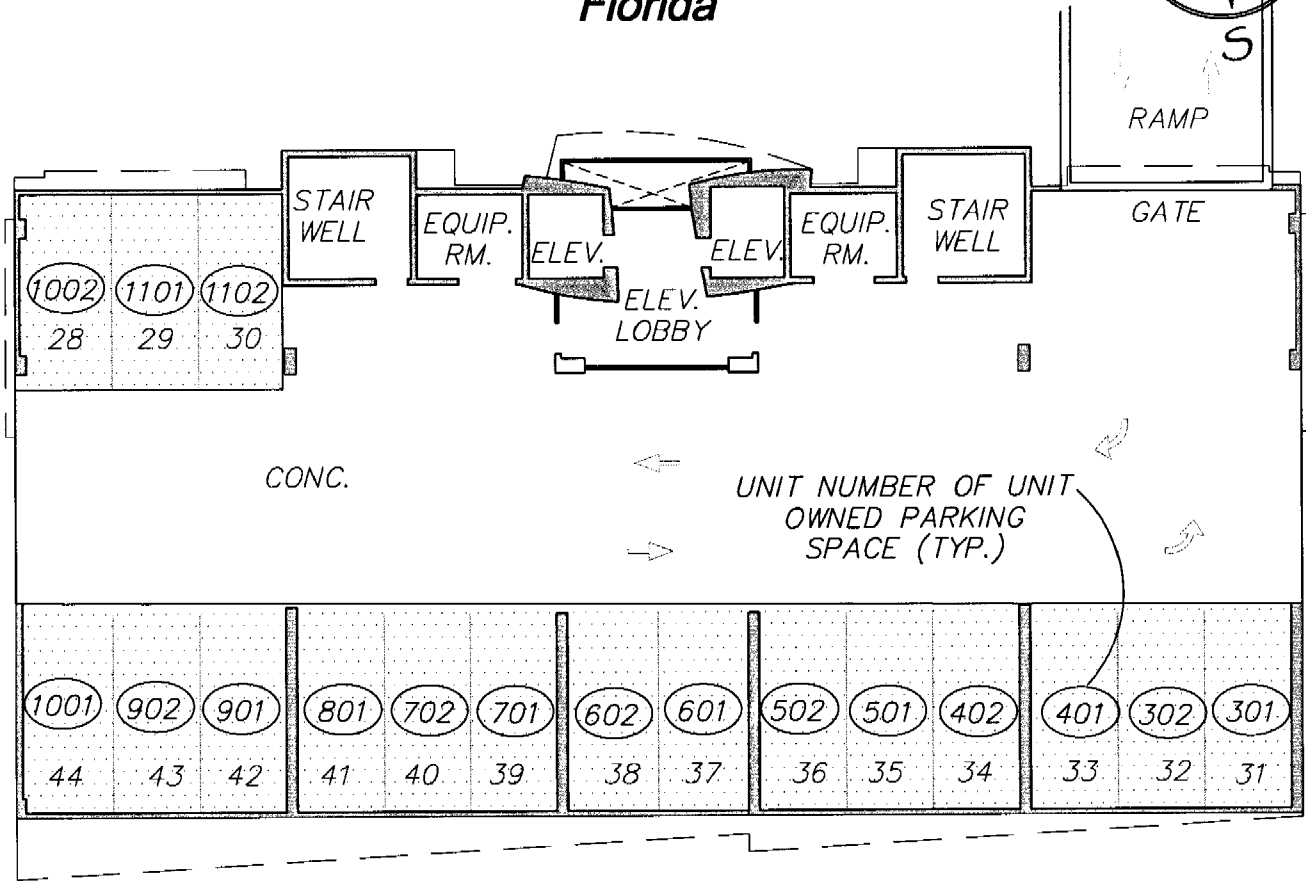 Florida
S
RAMP
GATE
STAIR
WELL
EQUIP.
RM.
ELEV.
ELEV.
EQUIP.
RM.
STAIR
WELL
ELEV.
LOBBY
1002 1101 1102
28 29 30
CONC.
UNIT NUMBER OF UNIT
OWNED PARKING
SPACE (TYP.)
1001 902 901 801 702 701 602 601 502 501 402 401 302 301
44 43 42 41 40 39 38 37 36 35 34 33 32 31